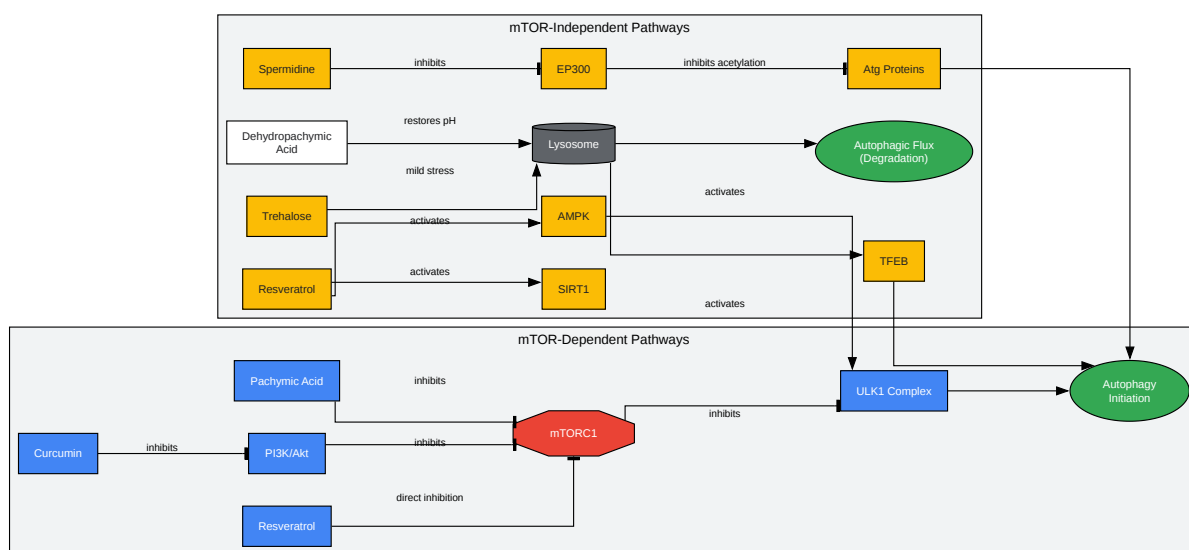 mTOR-Independent Pathways
Spermidine
inhibits
EP300
inhibits acetylation
Atg Proteins
restores pH
Dehydropachymic
Acid
Lysosome
Autophagic Flux
(Degradation)
mild stress
activates
Trehalose
activates
AMPK
TFEB
activates
Resveratrol
SIRT1
activates
mTOR-Dependent Pathways
Pachymic Acid
inhibits
ULK1 Complex
Autophagy
Initiation
inhibits
mTORC1
Curcumin
inhibits
PI3K/Akt
inhibits
direct inhibition
Resveratrol